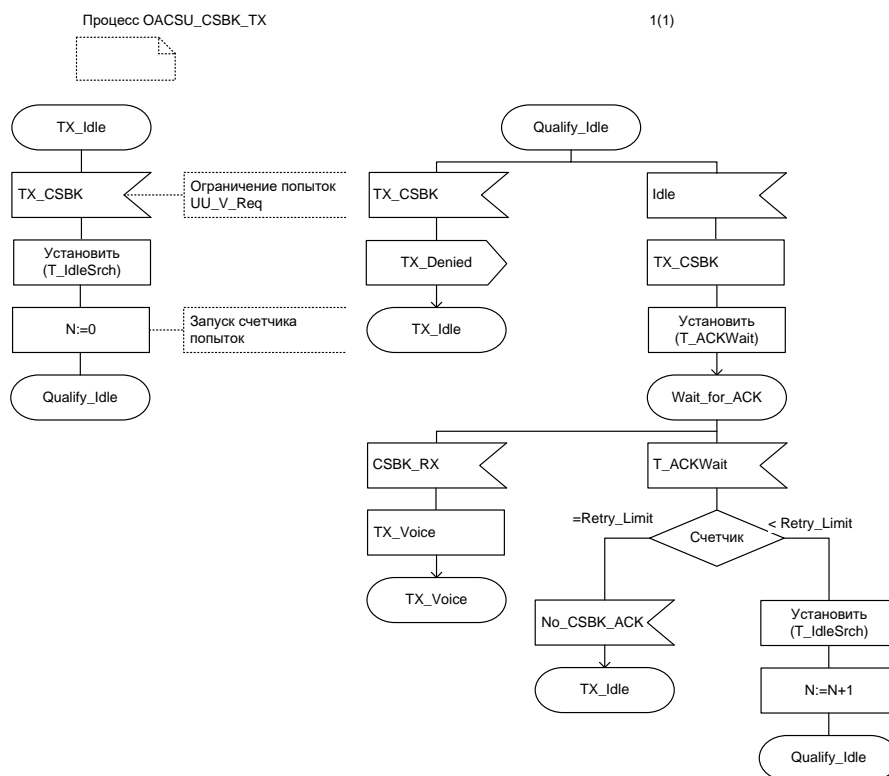 Процесс OACSU_CSBK_TX
1(1)
TX_Idle
TX_CSBK
Ограничение попыток
UU_V_Req
Установить
(T_IdleSrch)
N:=0
Запуск счетчика
попыток
Qualify_Idle
Qualify_Idle
TX_CSBK
Idle
TX_Denied
TX_CSBK
TX_Idle
Установить
(T_ACKWait)
Wait_for_ACK
CSBK_RX
T_ACKWait
TX_Voice
=Retry_Limit
Счетчик
< Retry_Limit
TX_Voice
No_CSBK_ACK
Установить
(T_IdleSrch)
TX_Idle
N:=N+1
Qualify_Idle